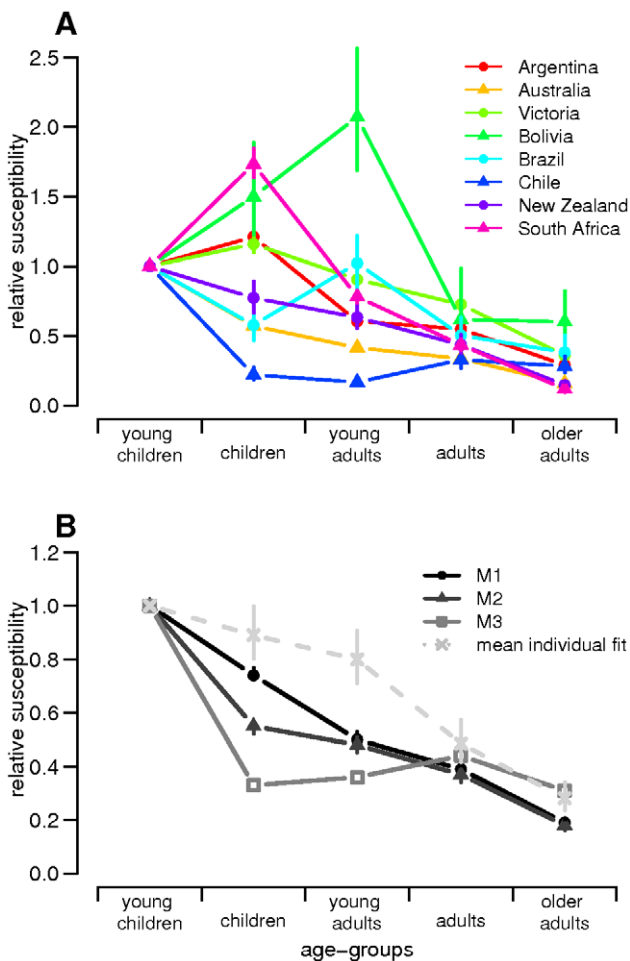 A
2.5
2.0
1.5
1.0
0.5
0.0
relative susceptibility
Argentina
Australia
Victoria
Bolivia
Brazil
Chile
New Zealand
South Africa
young
children
children
young
adults
adults
older
adults
B
1.2
1.0
0.8
0.6
0.4
0.2
0.0
relative susceptibility
M1
M2
M3
mean individual fit
young
children
children
young
adults
adults
older
adults
age-groups